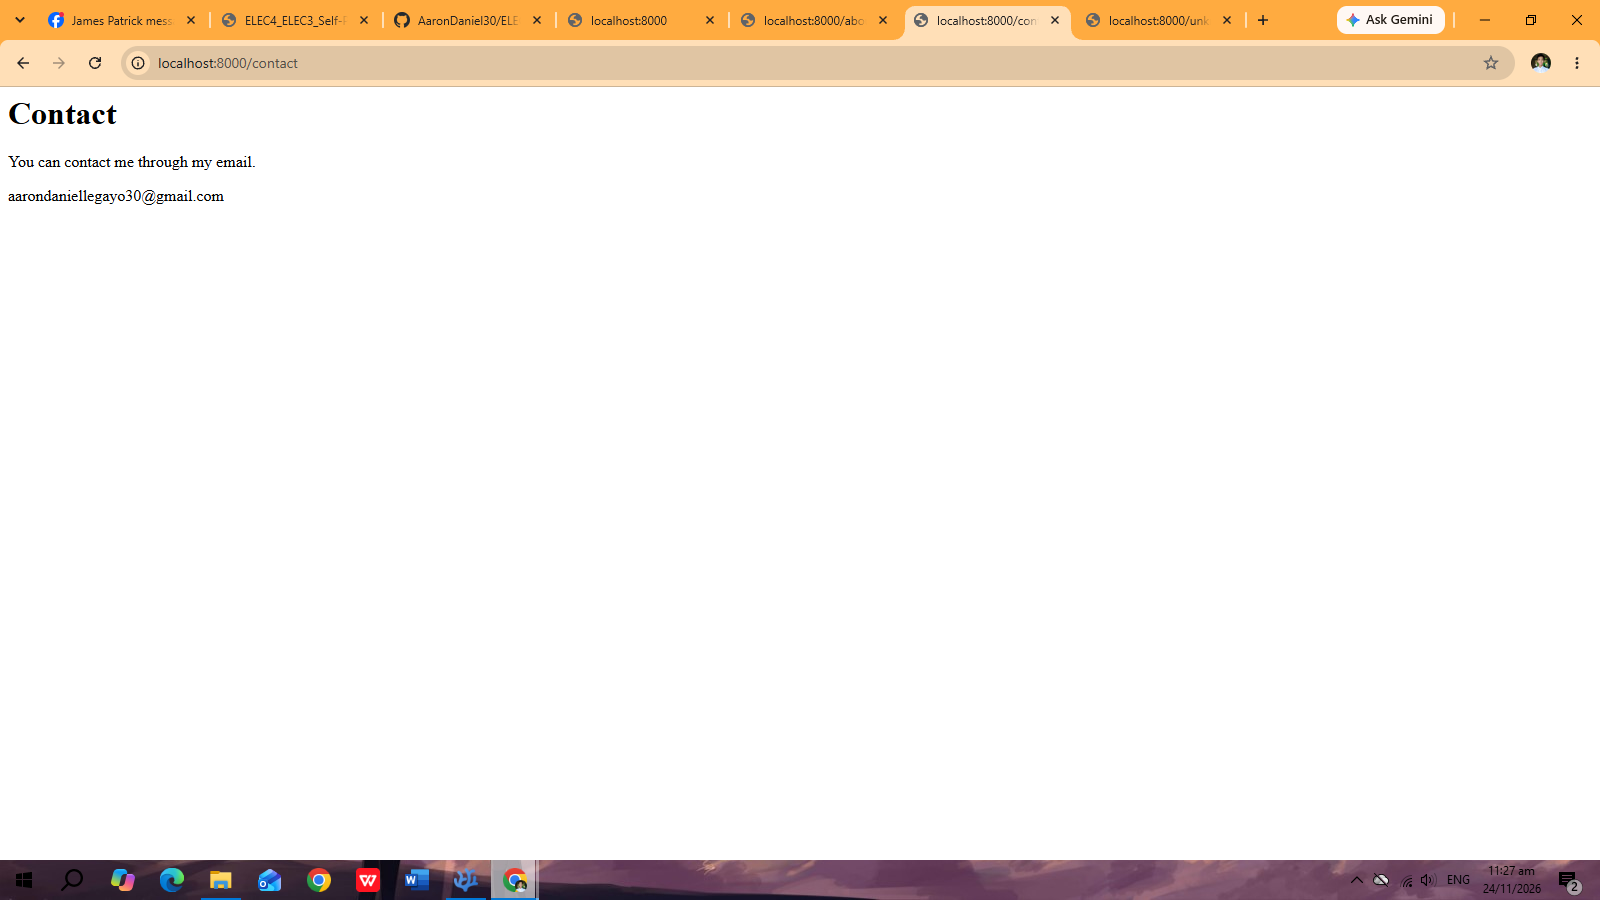 James Patrick mess
ELEC4_ELEC3_Self-
AaronDaniel30/ELE
localhost:8000
localhost:8000/abo
localhost:8000/con
localhost:8000/unk
Ask Gemini
localhost:8000/contact
Contact
You can contact me through my email.
aarondaniellegayo30@gmail.com
ENG
11:27 am
24/11/2026
2